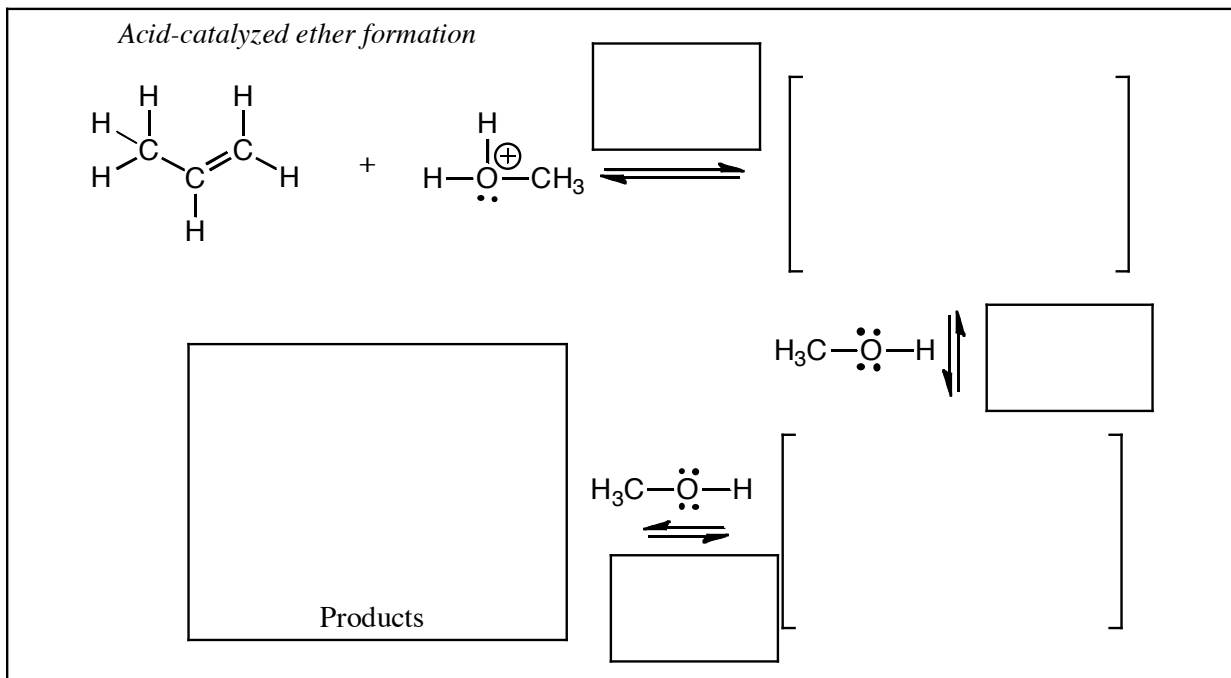 Acid-catalyzed ether formation
H H
H H
C C
H C H
H
+
H
H O CH3
H3C O H
H3C O H
Products